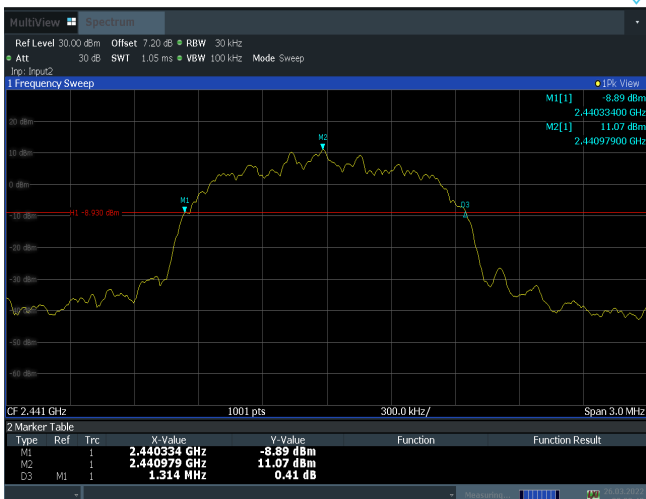 MultiView Spectrum
Ref Level 30.00 dBm Offset 7.20 dB RBW 30 kHz
Att 30 dB SWT 1.05 ms VBW 100 kHz Mode Sweep
Inp: Input2
1 Frequency Sweep 1Pk View
M1[1] -8.89 dBm
2.44033400 GHz
M2[1] 11.07 dBm
2.44097900 GHz
20 dBm
M2
10 dBm
0 dBm
M1
D3
-10 dBm
H1 -8.930 dBm
-20 dBm
-30 dBm
-40 dBm
-50 dBm
-60 dBm
CF 2.441 GHz 1001 pts 300.0 kHz/ Span 3.0 MHz
2 Marker Table
Type Ref Trc X-Value Y-Value Function Function Result
M1 1 2.440334 GHz -8.89 dBm
M2 1 2.440979 GHz 11.07 dBm
D3 M1 1 1.314 MHz 0.41 dB
Measuring... 26.03.2022